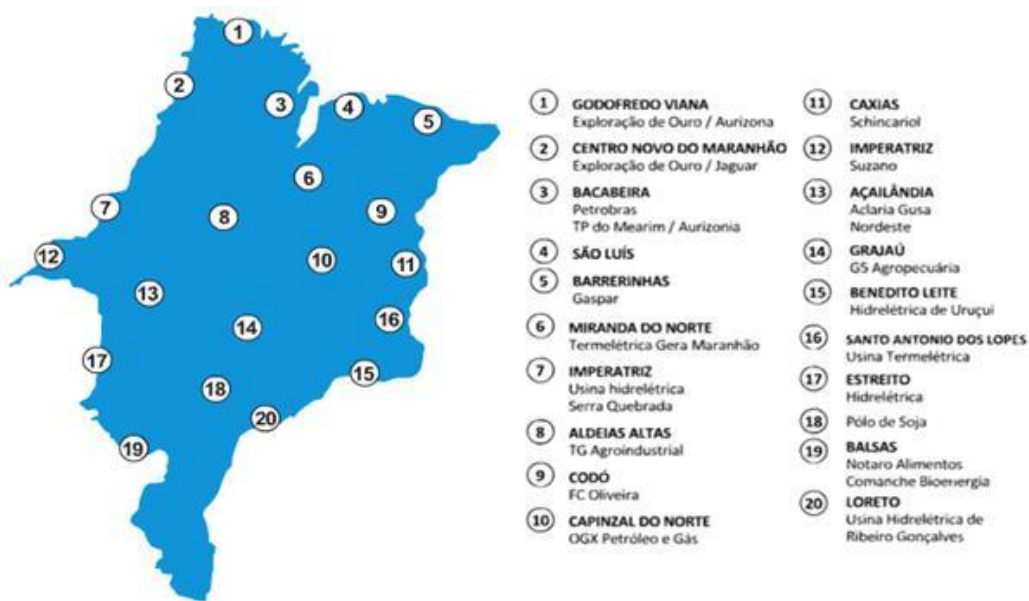 1
2
3
4
5
6
7
8
9
10
11
12
13
14
15
16
17
18
19
20
1 GODOFREDO VIANA
Exploração de Ouro / Aurizona
2 CENTRO NOVO DO MARANHÃO
Exploração de Ouro / Jaguar
3 BACABEIRA
Petrobras
TP do Mearim / Aurizonia
4 SÃO LUÍS
5 BARRERINHAS
Gaspar
6 MIRANDA DO NORTE
Termelétrica Gera Maranhão
7 IMPERATRIZ
Usina hidrelétrica
Serra Quebrada
8 ALDEIAS ALTAS
TG Agroindustrial
9 CODÓ
FC Oliveira
10 CAPINZAL DO NORTE
OGX Petróleo e Gás
11 CAXIAS
Schincariol
12 IMPERATRIZ
Suzano
13 AÇAILÂNDIA
Aclaria Gusa
Nordeste
14 GRAJAÚ
G5 Agropecuária
15 BENEDITO LEITE
Hidrelétrica de Uruçuí
16 SANTO ANTONIO DOS LOPES
Usina Termelétrica
17 ESTREITO
Hidrelétrica
18 Pólo de Soja
19 BALSAS
Notaro Alimentos
Comanche Bioenergia
20 LORETO
Usina Hidrelétrica de
Ribeiro Gonçalves